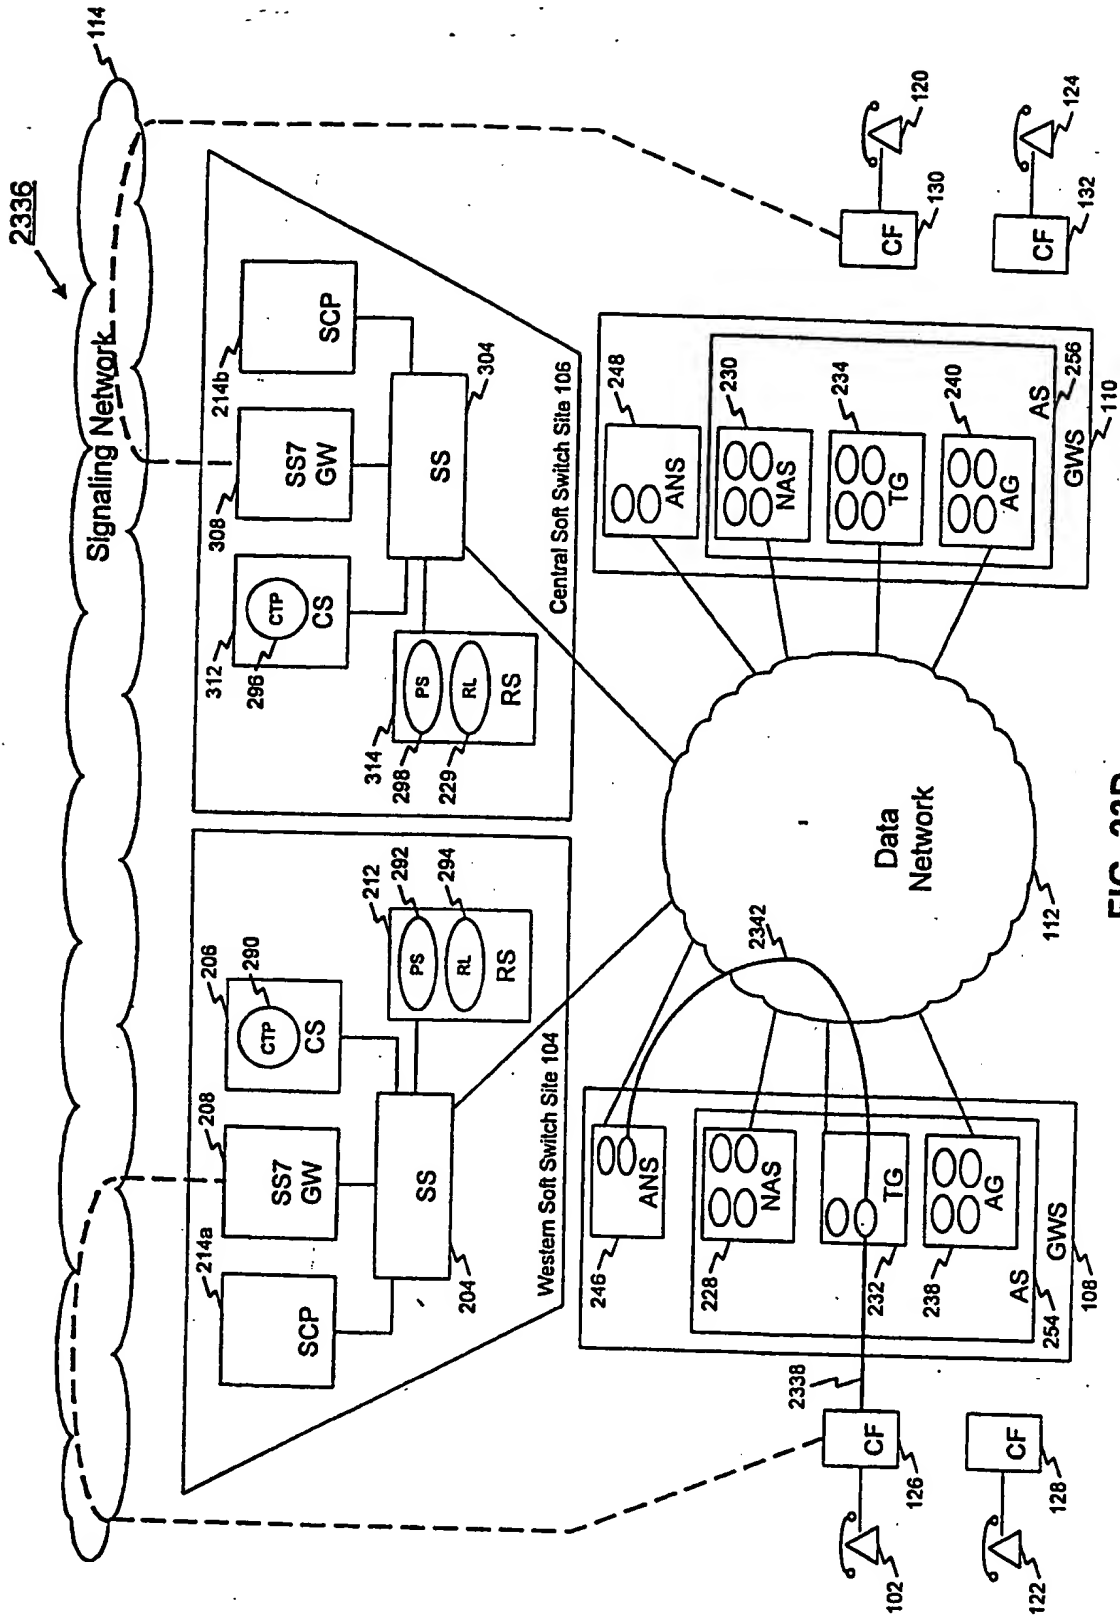 2336
114
Signaling Network
214a
SCP
208
SS7
GW
206
290
CTP
CS
SS
204
212
292
294
PS
RL
RS
Western Soft Switch Site 104
312
296
CTP
CS
308
SS7
GW
214b
SCP
SS
304
314
298
229
PS
RL
RS
Central Soft Switch Site 106
246
ANS
228
NAS
232
TG
238
AG
AS
254
GWS
108
2338
2342
Data
Network
112
248
ANS
230
NAS
234
TG
240
AG
AS
256
GWS
110
CF
126
102
CF
128
122
CF
130
120
CF
132
124